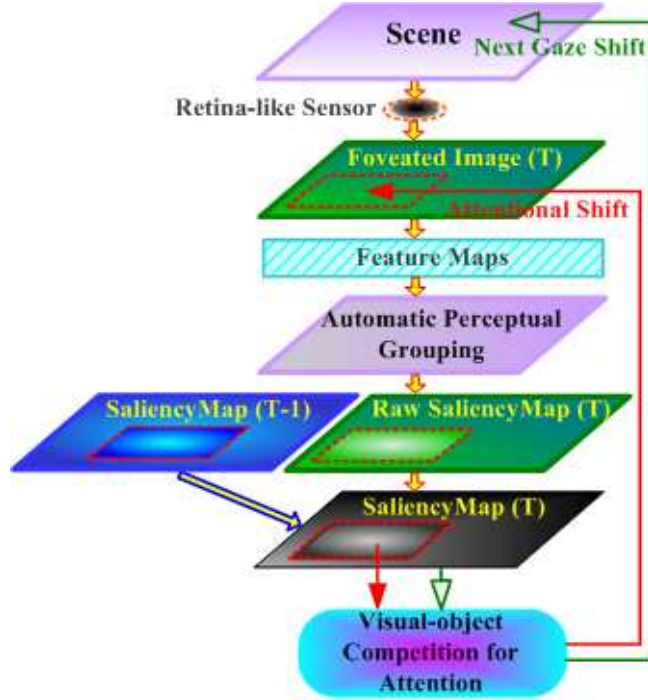 Scene
Next Gaze Shift
Retina-like Sensor
Foveated Image (T)
Attentional Shift
Feature Maps
Automatic Perceptual
Grouping
SaliencyMap (T-1)
Raw SaliencyMap (T)
SaliencyMap (T)
Visual-object
Competition for
Attention